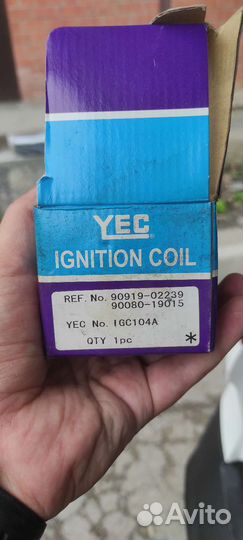 YEC
IGNITION COIL
REF. No. 90919-02239
90080-19015
YEC No. IGC104A
QTY 1pc *
Avito